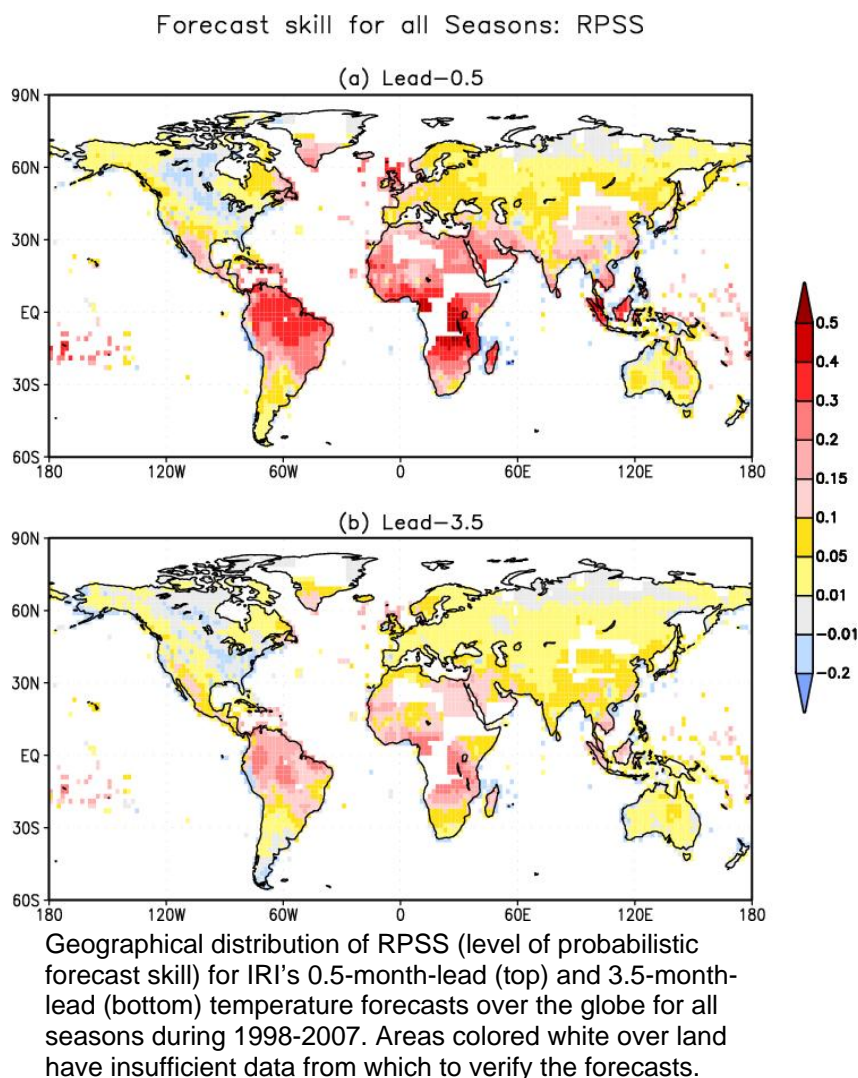 Forecast skill for all Seasons: RPSS
(a) Lead-0.5
90N
60N
30N
EQ
30S
60S
180 120W 60W 0 60E 120E 180
0.5
0.4
0.3
0.2
0.15
0.1
0.05
0.01
-0.01
-0.2
(b) Lead-3.5
90N
60N
30N
EQ
30S
60S
180 120W 60W 0 60E 120E 180
Geographical distribution of RPSS (level of probabilistic
forecast skill) for IRI's 0.5-month-lead (top) and 3.5-month-
lead (bottom) temperature forecasts over the globe for all
seasons during 1998-2007. Areas colored white over land
have insufficient data from which to verify the forecasts.